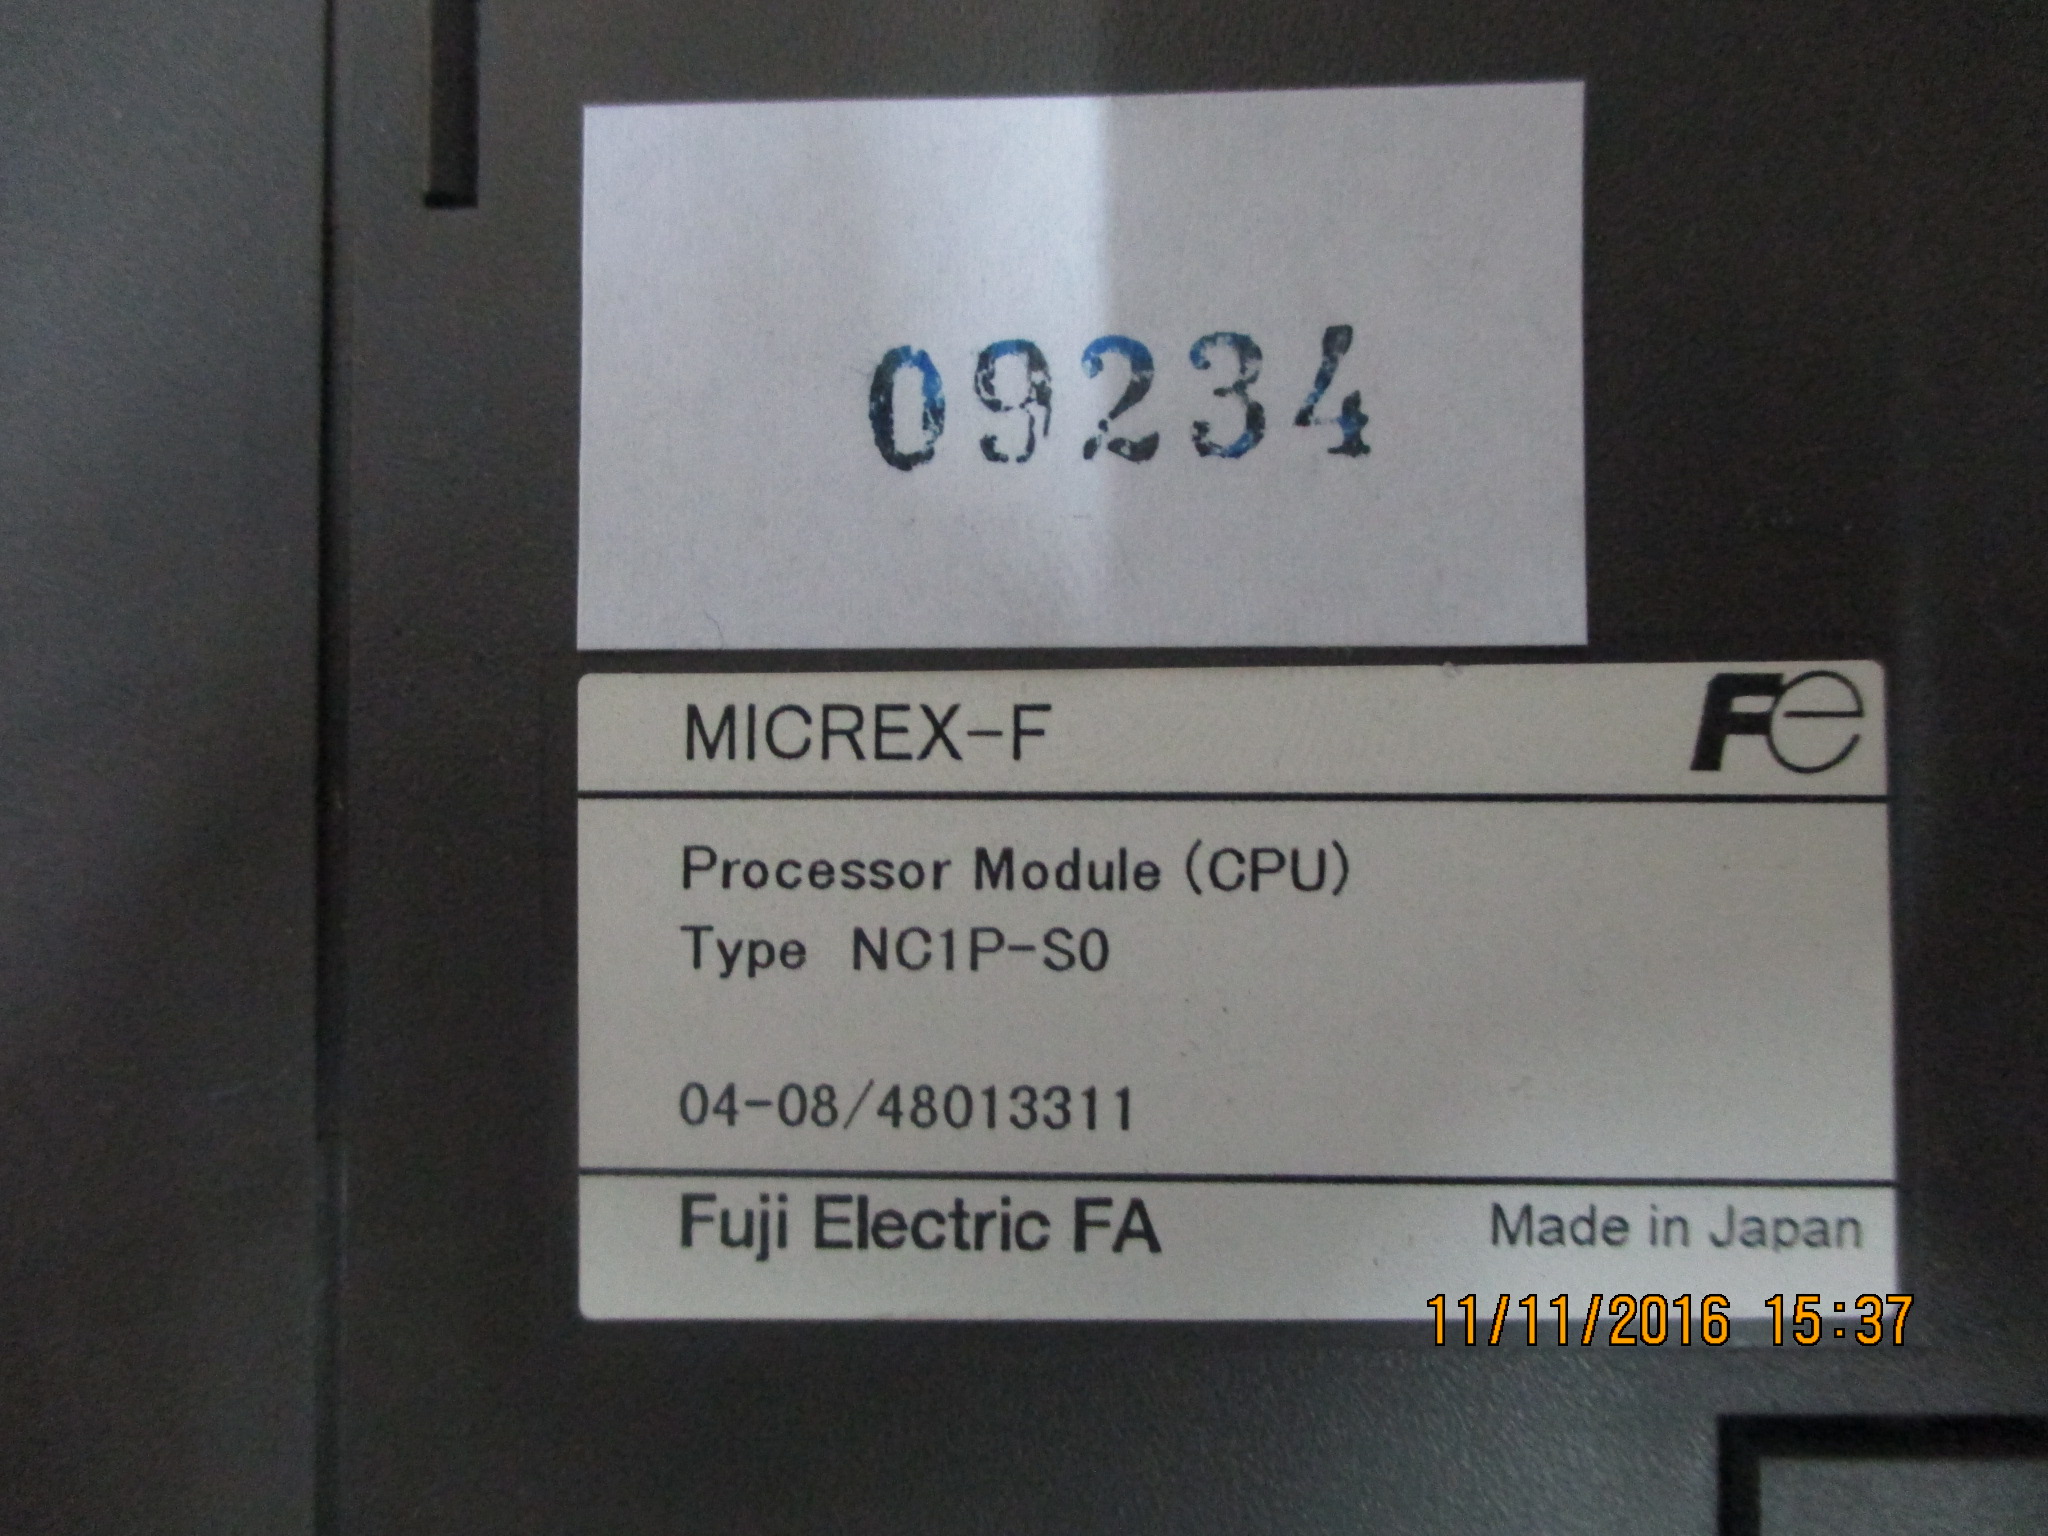 09234
MICREX-F
Fe
Processor Module (CPU)
Type NC1P-S0
04-08/48013311
Fuji Electric FA
Made in Japan
11/11/2016 15:37